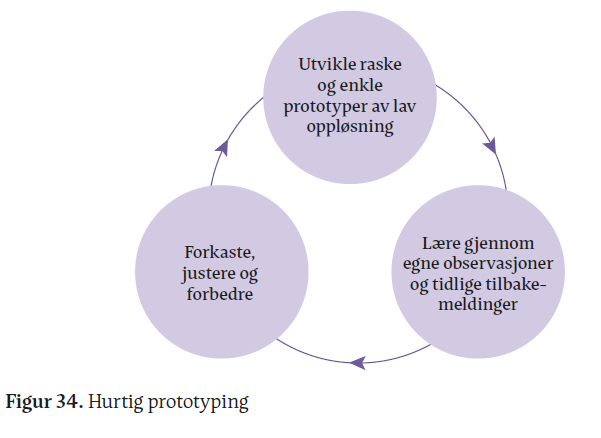 Utvikle raske
og enkle
prototyper av lav
oppløsning
Lære gjennom
egne observasjoner
og tidlige tilbake-
meldinger
Forkaste,
justere og
forbedre
Figur 34. Hurtig prototyping